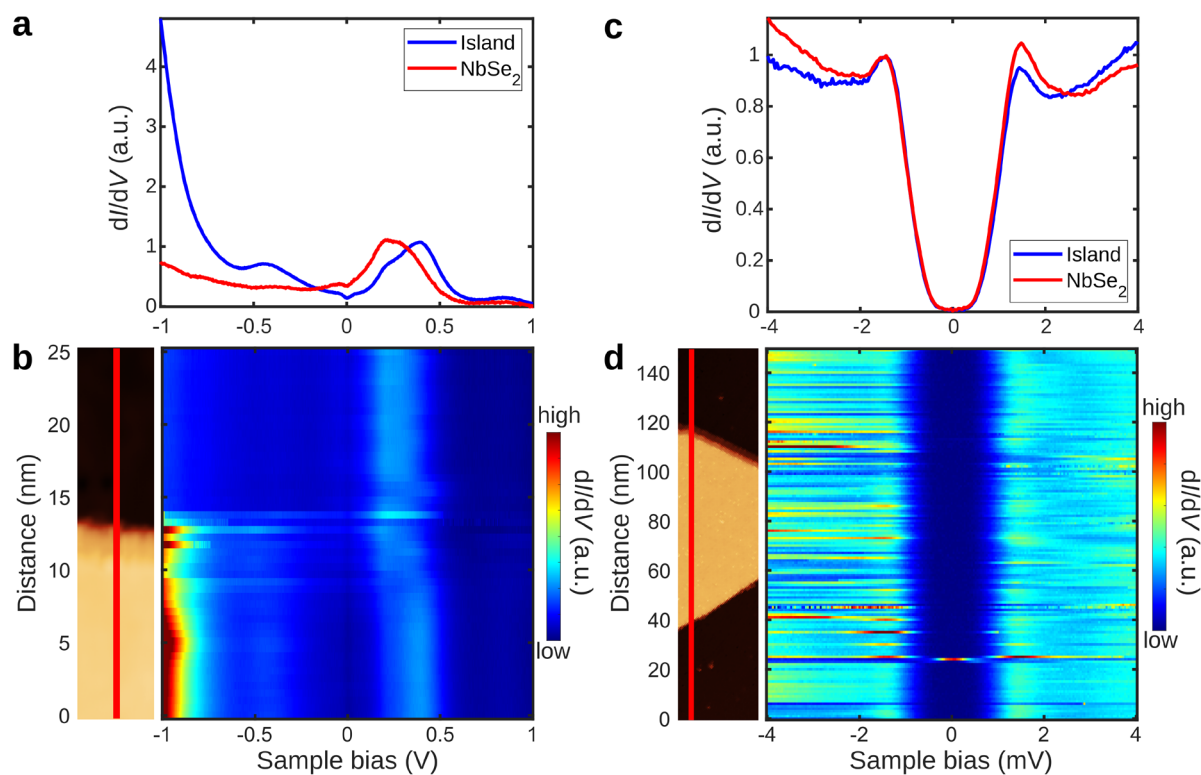 a
dI/dV (a.u.)
4
3
2
1
0
Island
NbSe2
-1
-0.5
0
0.5
1
b
Distance (nm)
25
20
15
10
5
0
-1
-0.5
0
0.5
1
Sample bias (V)
high
dI/dV (a.u.)
low
c
dI/dV (a.u.)
1
0.8
0.6
0.4
0.2
0
Island
NbSe2
-4
-2
0
2
4
d
Distance (nm)
140
120
100
80
60
40
20
0
-4
-2
0
2
4
Sample bias (mV)
high
dI/dV (a.u.)
low